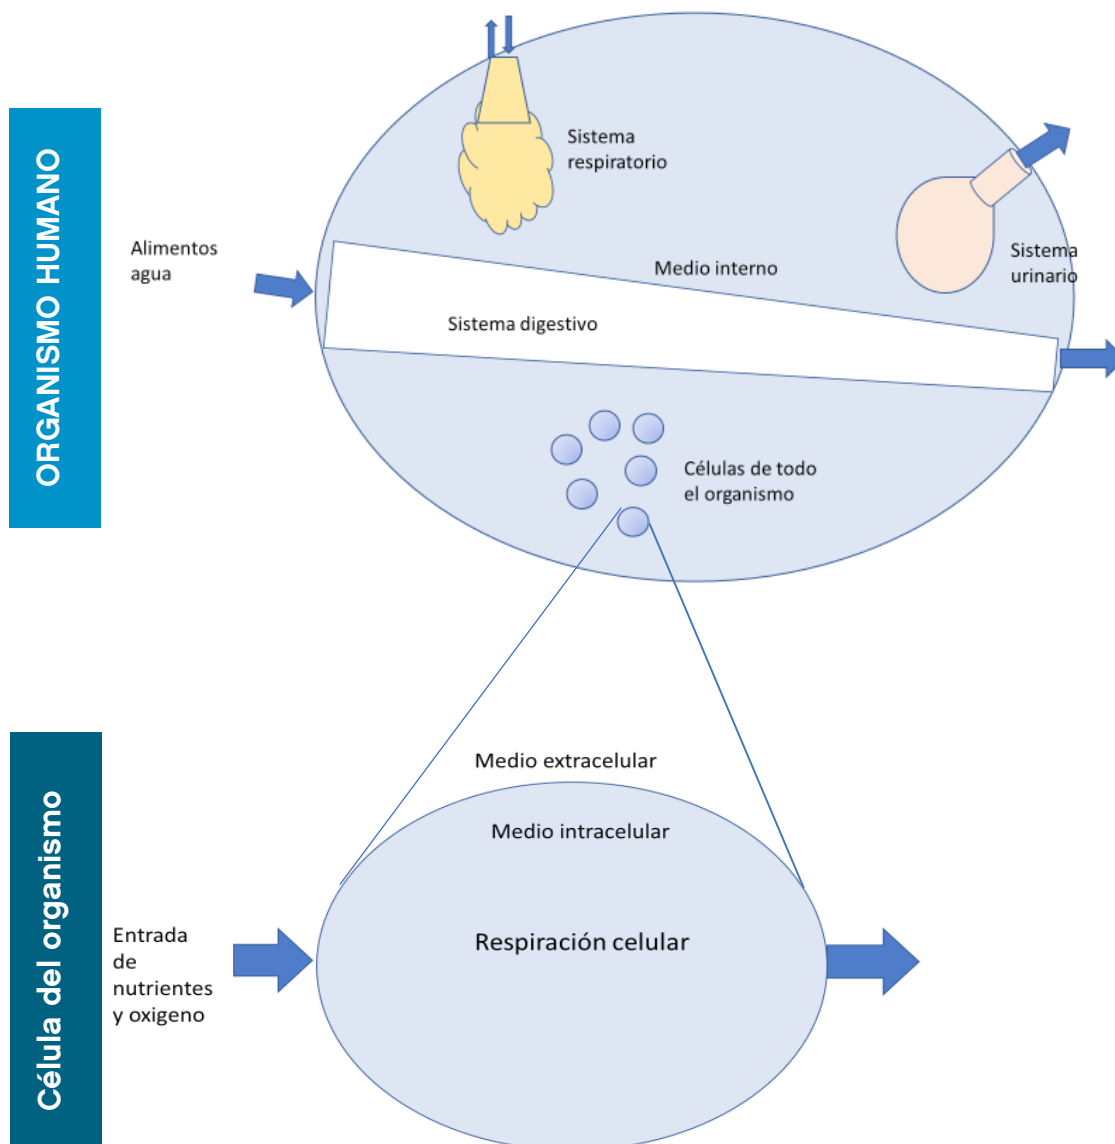 ORGANISMO HUMANO
Sistema
respiratorio
Alimentos
agua
Sistema
urinario
Medio interno
Sistema digestivo
Células de todo
el organismo
Célula del organismo
Medio extracelular
Medio intracelular
Entrada
de
nutrientes
y oxigeno
Respiración celular